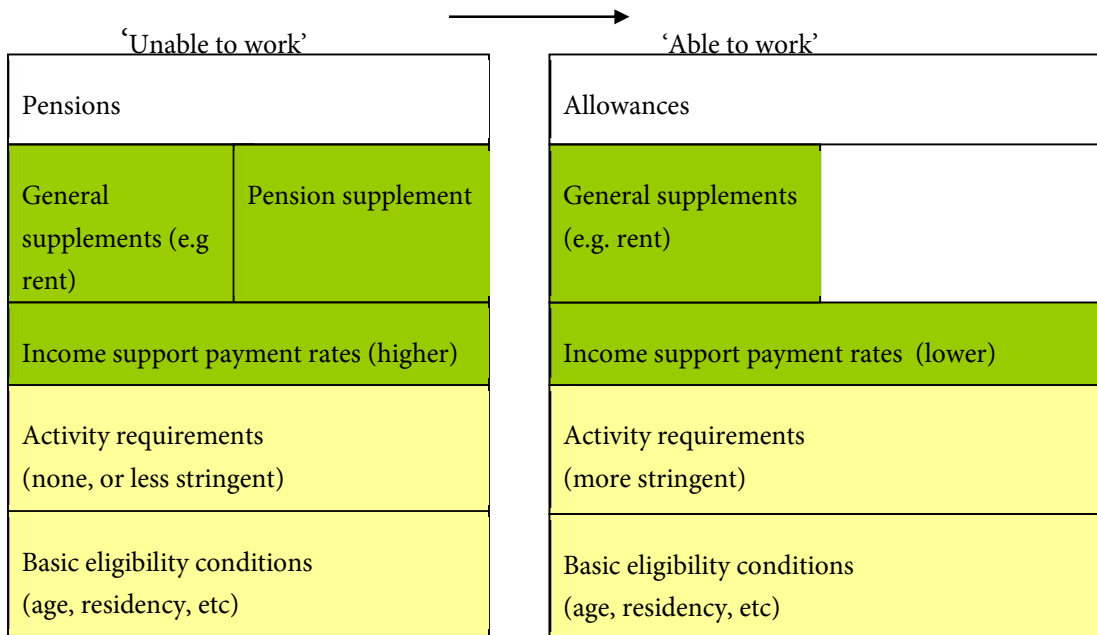 ‘Unable to work’
‘Able to work’
Pensions
Allowances
General
supplements (e.g
rent)
Pension supplement
General supplements
(e.g. rent)
Income support payment rates (higher)
Income support payment rates (lower)
Activity requirements
(none, or less stringent)
Activity requirements
(more stringent)
Basic eligibility conditions
(age, residency, etc)
Basic eligibility conditions
(age, residency, etc)